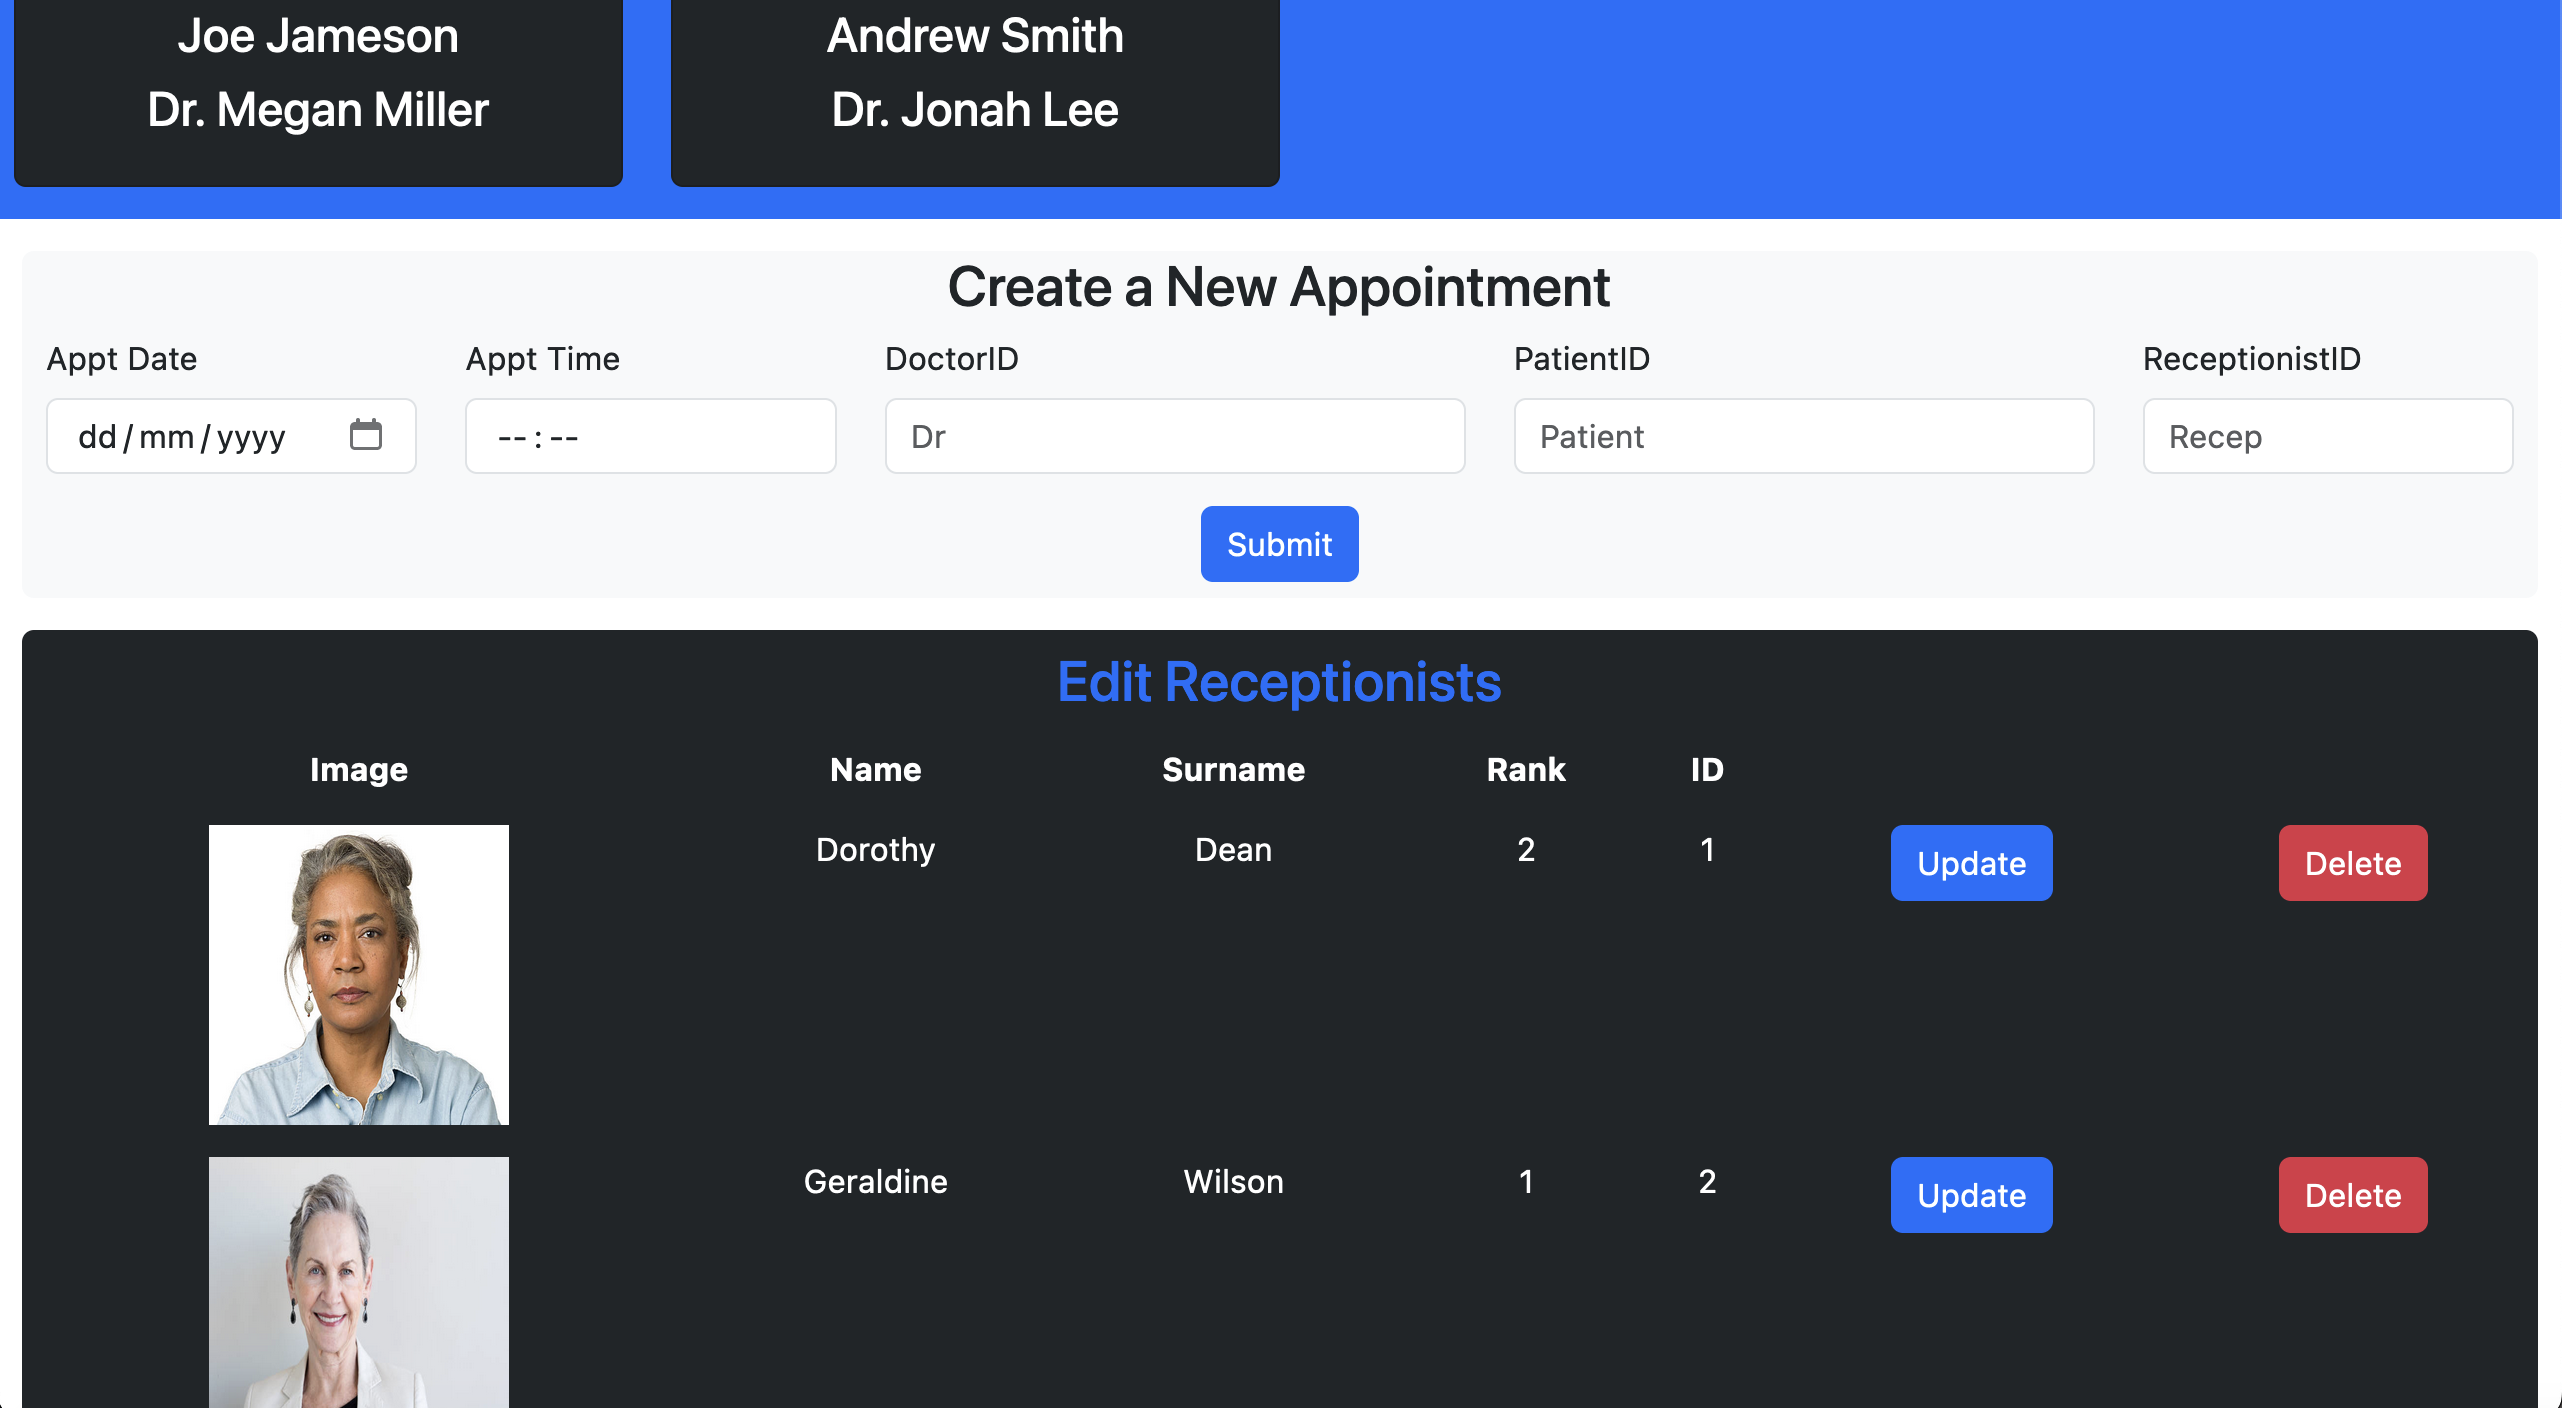 Joe Jameson
Dr. Megan Miller
Andrew Smith
Dr. Jonah Lee
Create a New Appointment
Appt Date Appt Time DoctorID PatientID ReceptionistID
dd/mm/yyyy --:-- Dr Patient Recep
Submit
Edit Receptionists
Image Name Surname Rank ID
Dorothy Dean 2 1 Update Delete
Geraldine Wilson 1 2 Update Delete